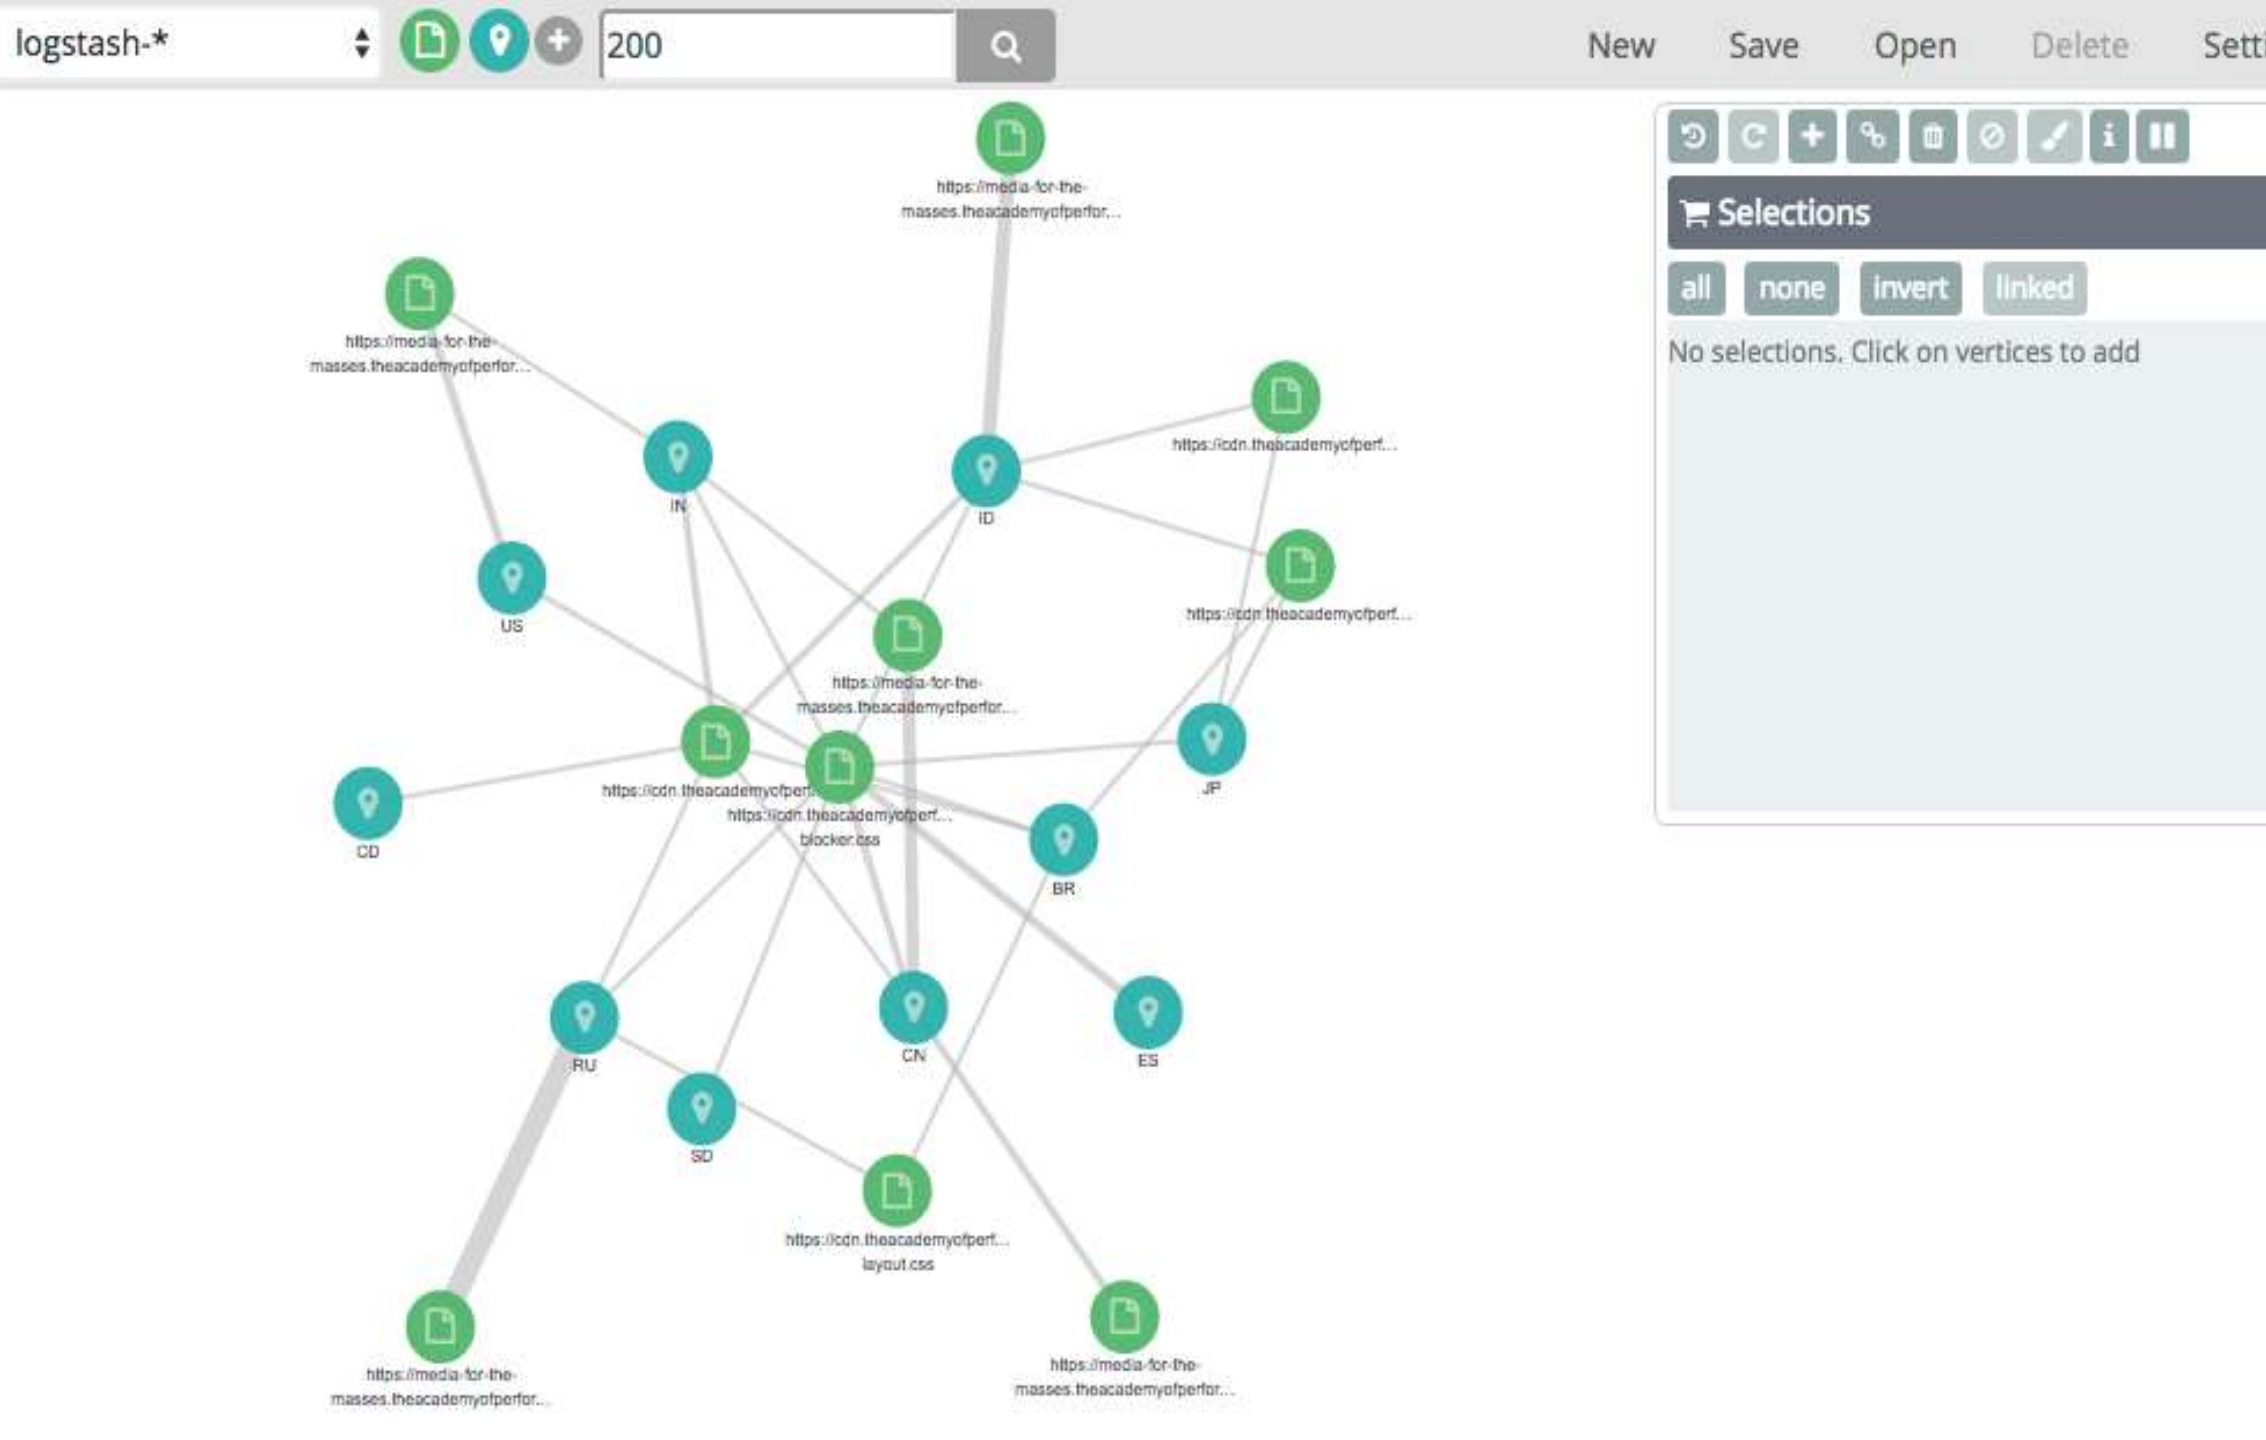 logstash-*
200
New Save Open Delete Setti
https://media-for-the-
masses.theacademyofperfor...
Selections
all none invert linked
No selections. Click on vertices to add
https://media-for-the-
masses.theacademyofperfor...
https://cdn.theacademyofperf...
IN
ID
https://cdn.theacademyofperf...
US
https://media-for-the-
masses.theacademyofperfor...
https://cdn.theacademyofperf
https://cdn.theacademyofperf...
blocker.css
JP
CD
BR
RU
CN
ES
SD
https://cdn.theacademyofperf...
layout.css
https://media-for-the-
masses.theacademyofperfor...
https://media-for-the-
masses.theacademyofperfor...